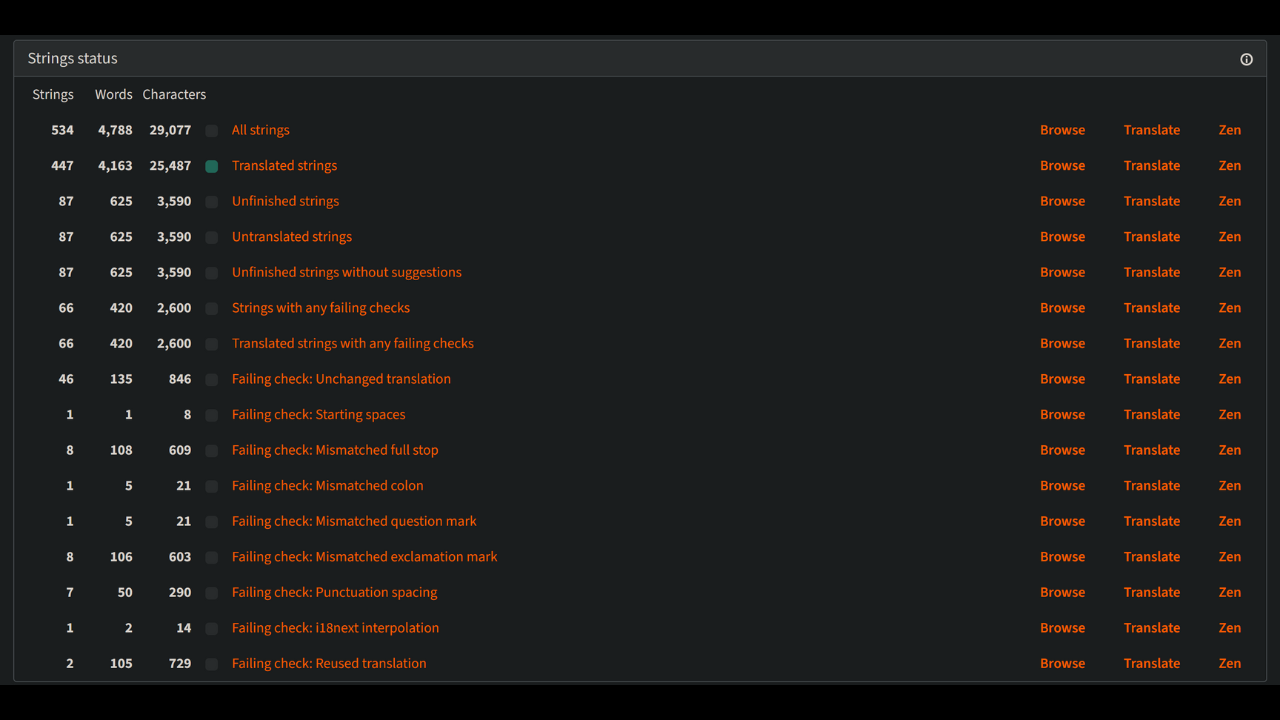 Strings status
Strings Words Characters
534 4,788 29,077 All strings Browse Translate Zen
447 4,163 25,487 Translated strings Browse Translate Zen
87 625 3,590 Unfinished strings Browse Translate Zen
87 625 3,590 Untranslated strings Browse Translate Zen
87 625 3,590 Unfinished strings without suggestions Browse Translate Zen
66 420 2,600 Strings with any failing checks Browse Translate Zen
66 420 2,600 Translated strings with any failing checks Browse Translate Zen
46 135 846 Failing check: Unchanged translation Browse Translate Zen
1 1 8 Failing check: Starting spaces Browse Translate Zen
8 108 609 Failing check: Mismatched full stop Browse Translate Zen
1 5 21 Failing check: Mismatched colon Browse Translate Zen
1 5 21 Failing check: Mismatched question mark Browse Translate Zen
8 106 603 Failing check: Mismatched exclamation mark Browse Translate Zen
7 50 290 Failing check: Punctuation spacing Browse Translate Zen
1 2 14 Failing check: i18next interpolation Browse Translate Zen
2 105 729 Failing check: Reused translation Browse Translate Zen